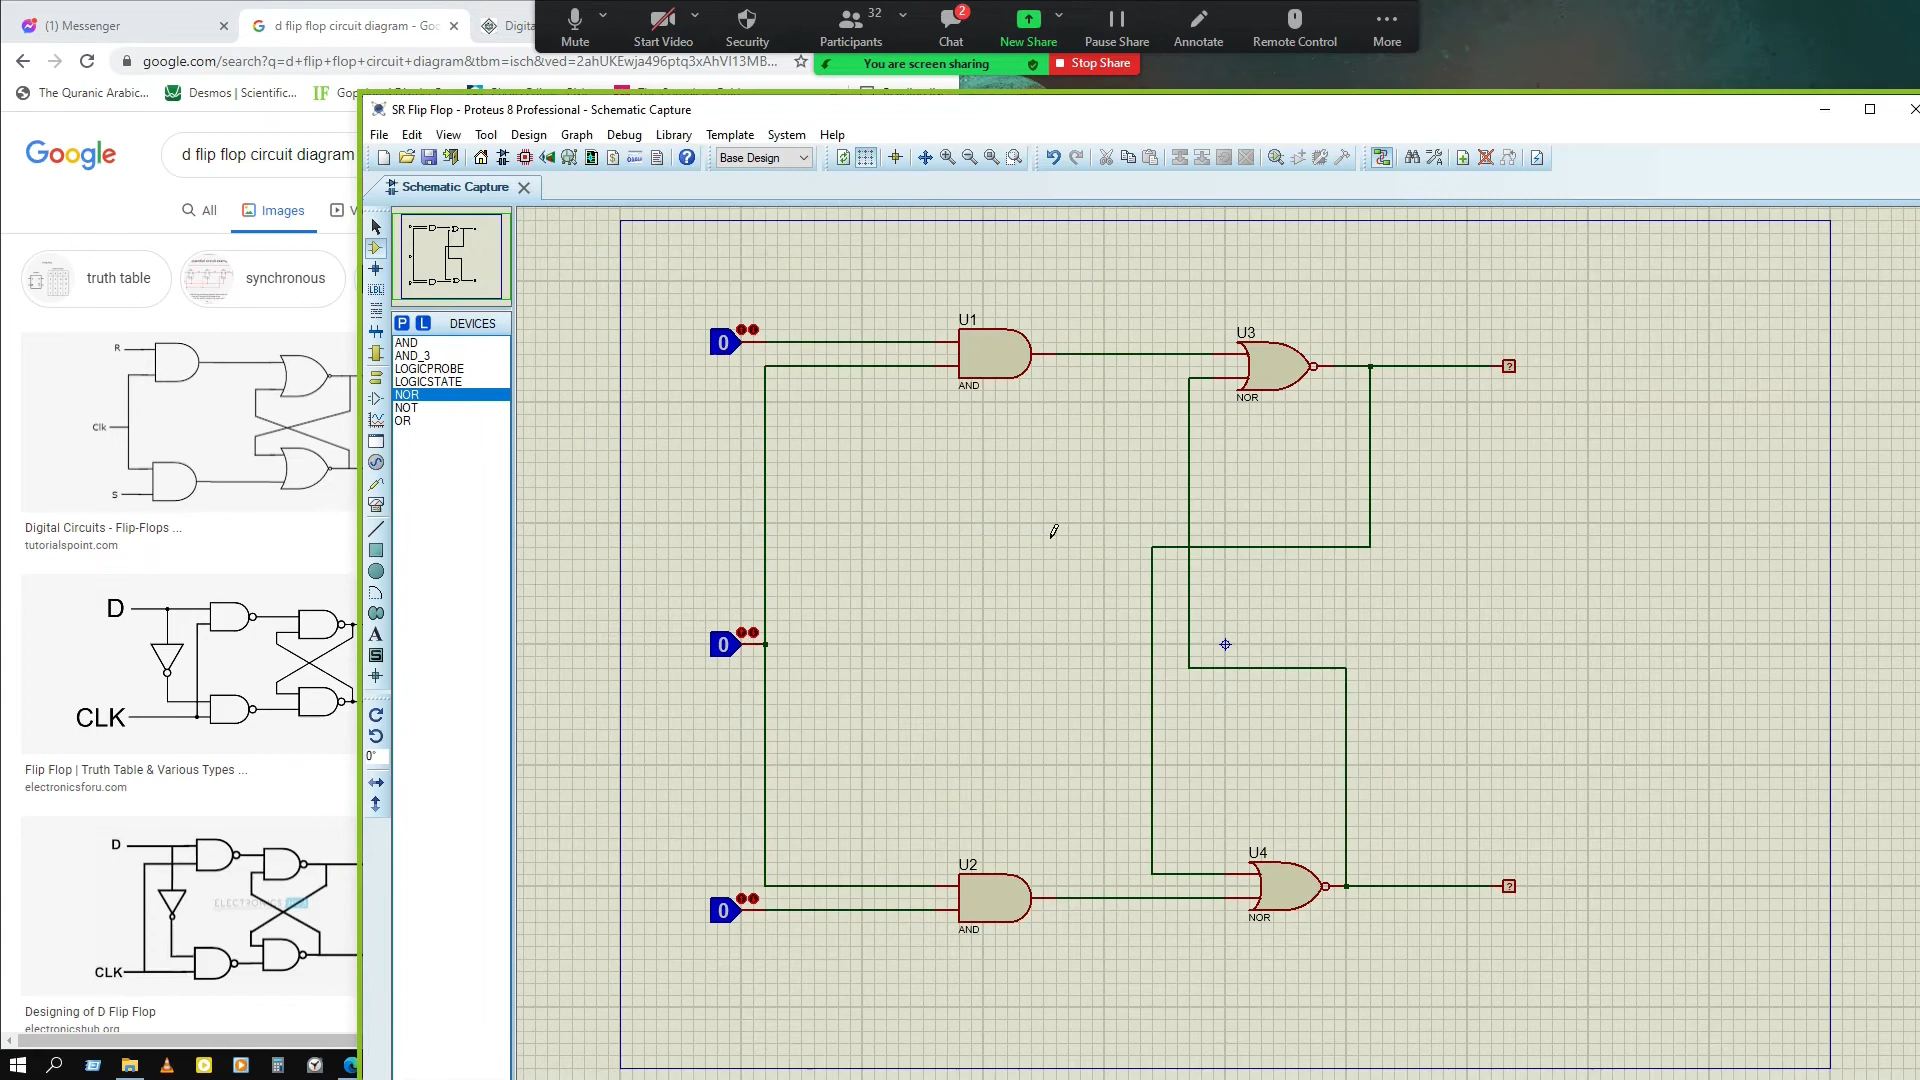 (1) Messenger
d flip flop circuit diagram - Goo
Digita
Mute
Start Video
Security
Participants
32
Chat
2
New Share
Pause Share
Annotate
Remote Control
More
google.com/search?q=d+flip+flop+circuit+diagram&tbm=isch&ved=2ahUKEwja496ptq3xAhVI13MB...
You are screen sharing
Stop Share
The Quranic Arabic...
Desmos | Scientific...
SR Flip Flop - Proteus 8 Professional - Schematic Capture
File Edit View Tool Design Graph Debug Library Template System Help
Base Design
Schematic Capture
Google
d flip flop circuit diagram
All
Images
V
truth table
synchronous
R
Clk
S
Digital Circuits - Flip-Flops ...
tutorialspoint.com
D
CLK
Flip Flop | Truth Table & Various Types ...
electronicsforu.com
D
ELECTRONICS
CLK
Designing of D Flip Flop
electronicshub.org
LBL
A
S
0°
P L DEVICES
AND
AND_3
LOGICPROBE
LOGICSTATE
NOR
NOT
OR
0
U1
AND
U3
NOR
?
0
0
U2
AND
U4
NOR
?